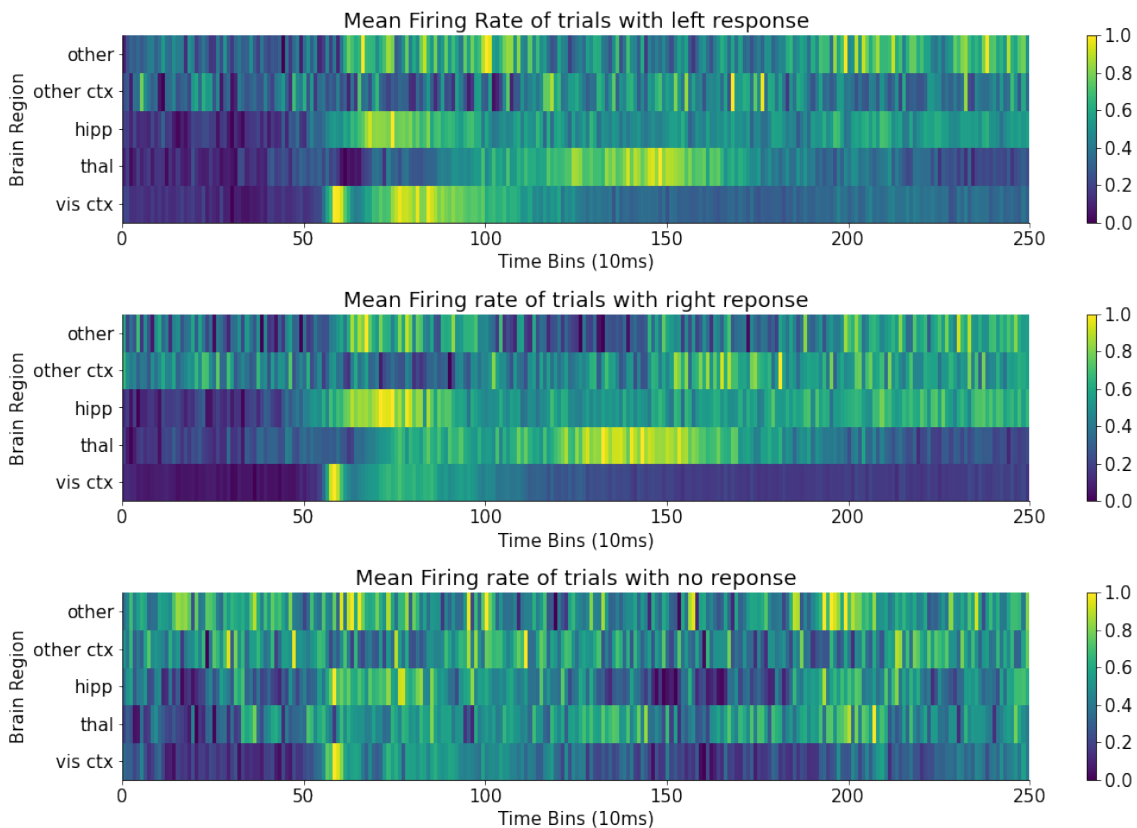 Mean Firing Rate of trials with left response
Brain Region
other
other ctx
hipp
thal
vis ctx
0 50 100 150 200 250
Time Bins (10ms)
1.0
0.8
0.6
0.4
0.2
0.0
Mean Firing rate of trials with right reponse
Brain Region
other
other ctx
hipp
thal
vis ctx
0 50 100 150 200 250
Time Bins (10ms)
1.0
0.8
0.6
0.4
0.2
0.0
Mean Firing rate of trials with no reponse
Brain Region
other
other ctx
hipp
thal
vis ctx
0 50 100 150 200 250
Time Bins (10ms)
1.0
0.8
0.6
0.4
0.2
0.0